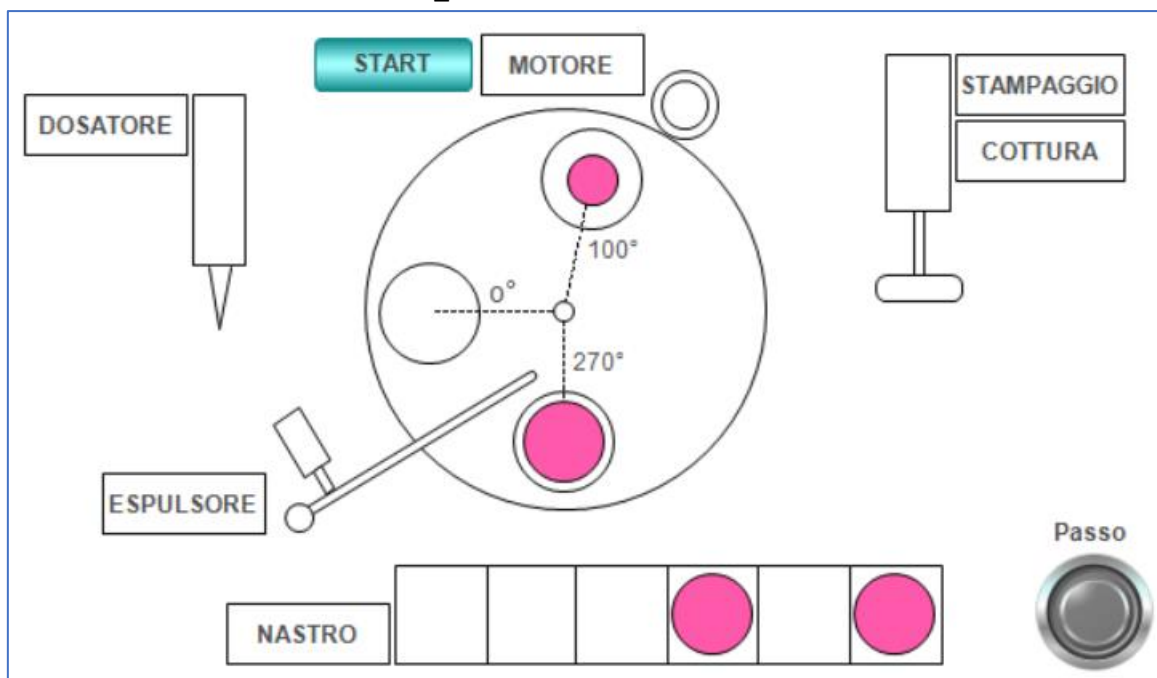 START
MOTORE
DOSATORE
STAMPAGGIO
COTTURA
100°
0°
270°
ESPULSORE
Passo
NASTRO